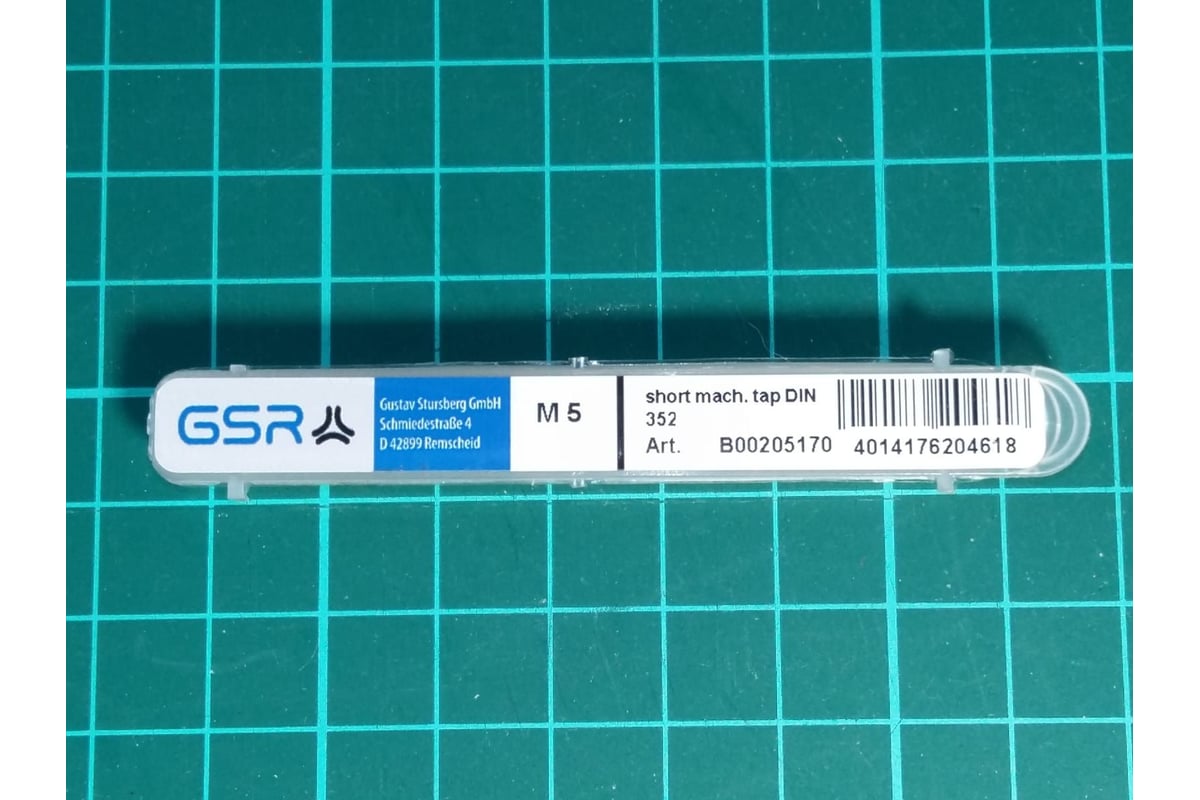 GSR
Gustav Stursberg GmbH
Schmiedestraße 4
D 42899 Remscheid
M 5
short mach. tap DIN
352
Art. B00205170
4014176204618